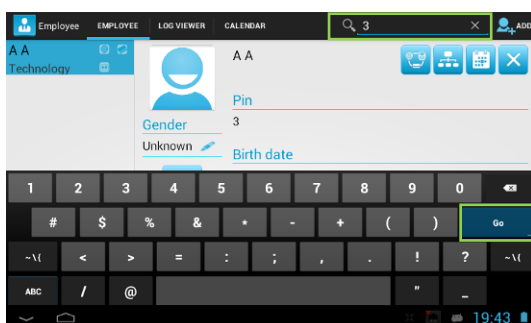 Employee EMPLOYEE LOG VIEWER CALENDAR 3 ADD
A A
Technology
A A
Pin
3
Gender
Unknown
Birth date
1 2 3 4 5 6 7 8 9 0
# $ % & * - + ( ) Go
~\{ < > = : ; , . ! ? ~\{
ABC / @ " _
19:43